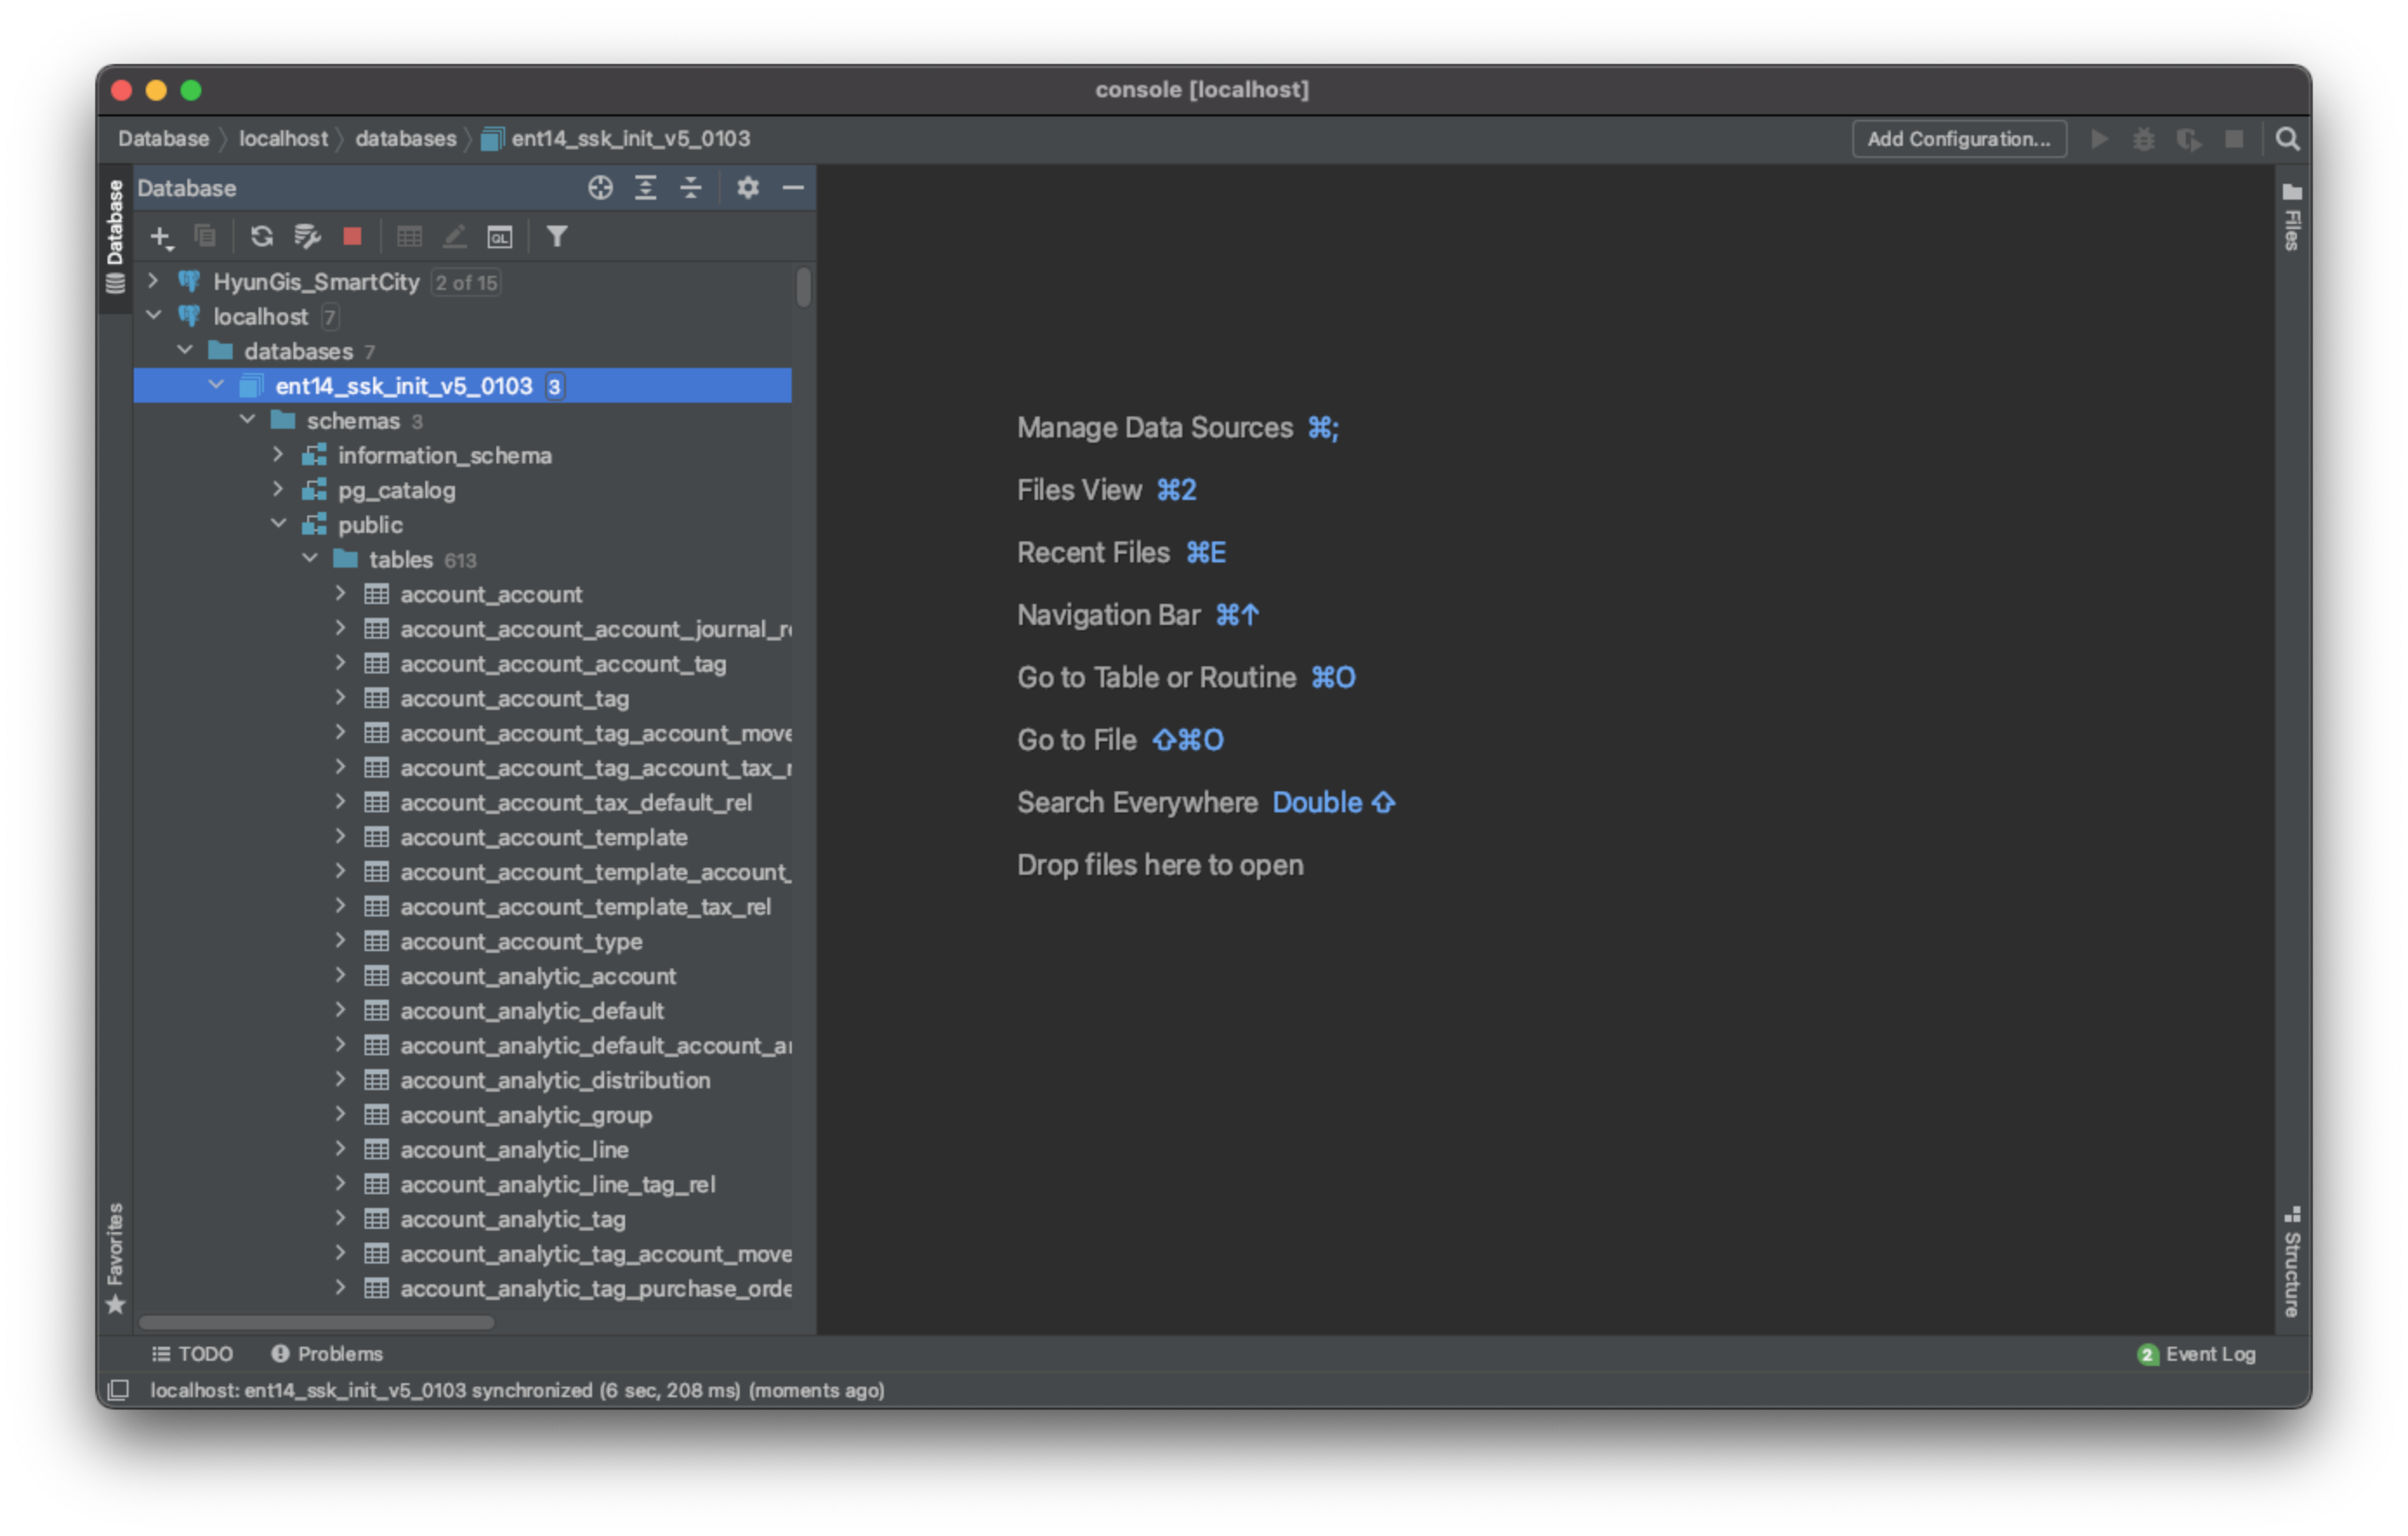 console [localhost]
Database
localhost
databases
ent14_ssk_init_v5_0103
Add Configuration...
Database
Database
Files
HyunGis_SmartCity 2 of 15
localhost 7
databases 7
ent14_ssk_init_v5_0103 3
schemas 3
information_schema
pg_catalog
public
tables 613
account_account
account_account_account_journal_re
account_account_account_tag
account_account_tag
account_account_tag_account_move
account_account_tag_account_tax_r
account_account_tax_default_rel
account_account_template
account_account_template_account_
account_account_template_tax_rel
account_account_type
account_analytic_account
account_analytic_default
account_analytic_default_account_an
account_analytic_distribution
account_analytic_group
account_analytic_line
account_analytic_line_tag_rel
account_analytic_tag
account_analytic_tag_account_move
account_analytic_tag_purchase_orde
Manage Data Sources ⌘;
Files View ⌘2
Recent Files ⌘E
Navigation Bar ⌘↑
Go to Table or Routine ⌘O
Go to File ⇧⌘O
Search Everywhere Double ⇧
Drop files here to open
Favorites
Structure
TODO
Problems
2 Event Log
localhost: ent14_ssk_init_v5_0103 synchronized (6 sec, 208 ms) (moments ago)